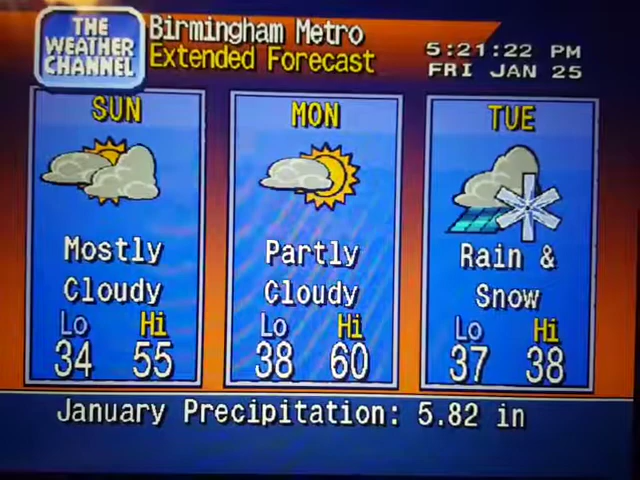 THE
WEATHER
CHANNEL
Birmingham Metro
Extended Forecast
5:21:22 PM
FRI JAN 25
SUN
Mostly
Cloudy
Lo Hi
34 55
MON
Partly
Cloudy
Lo Hi
38 60
TUE
Rain &
Snow
Lo Hi
37 38
January Precipitation: 5.82 in